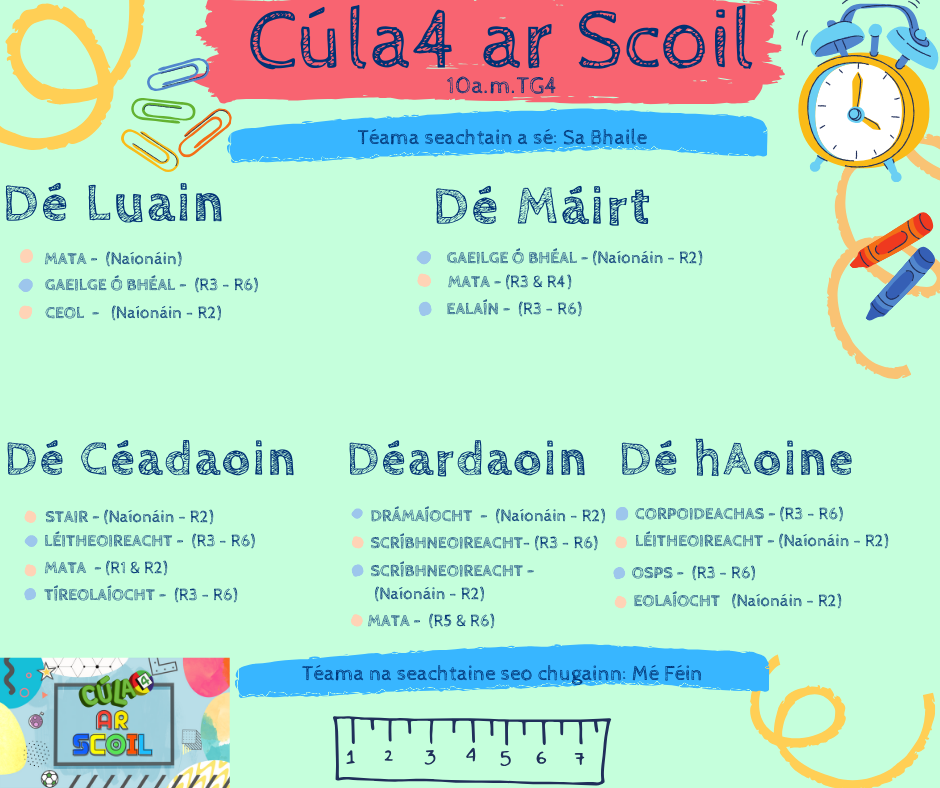 Cúla4 ar Scoil
10a.m.TG4
Téama seachtain a sé: Sa Bhaile
Dé Luain
MATA - (Naíonáin)
GAEILGE Ó BHÉAL - (R3 - R6)
CEOL - (Naíonáin - R2)
Dé Máirt
GAEILGE Ó BHÉAL - (Naíonáin - R2)
MATA - (R3 & R4)
EALAÍN - (R3 - R6)
Dé Céadaoin
STAIR - (Naíonáin - R2)
LÉITHEOIREACHT - (R3 - R6)
MATA - (R1 & R2)
TÍREOLAÍOCHT - (R3 - R6)
Déardaoin
DRÁMAÍOCHT - (Naíonáin - R2)
SCRÍBHNEOIREACHT- (R3 - R6)
SCRÍBHNEOIREACHT -
(Naíonáin - R2)
MATA - (R5 & R6)
Dé hAoine
CORPOIDEACHAS - (R3 - R6)
LÉITHEOIREACHT - (Naíonáin - R2)
OSPS - (R3 - R6)
EOLAÍOCHT (Naíonáin - R2)
Téama na seachtaine seo chugainn: Mé Féin
CÚLA4
AR
SCOIL
1 2 3 4 5 6 7